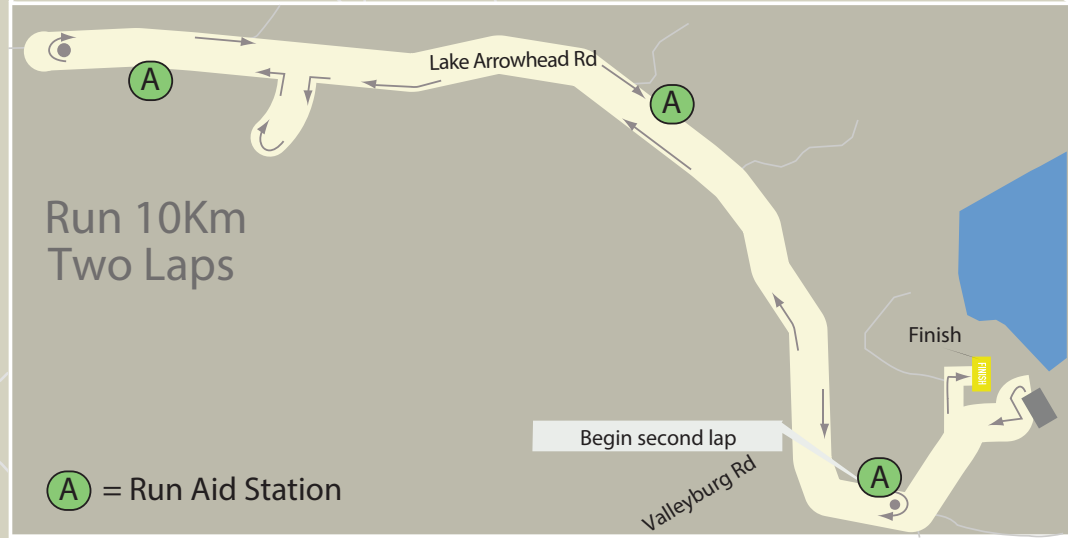 Lake Arrowhead Rd
A
A
Run 10Km
Two Laps
Finish
FINISH
Begin second lap
Valleyburg Rd
A
A = Run Aid Station